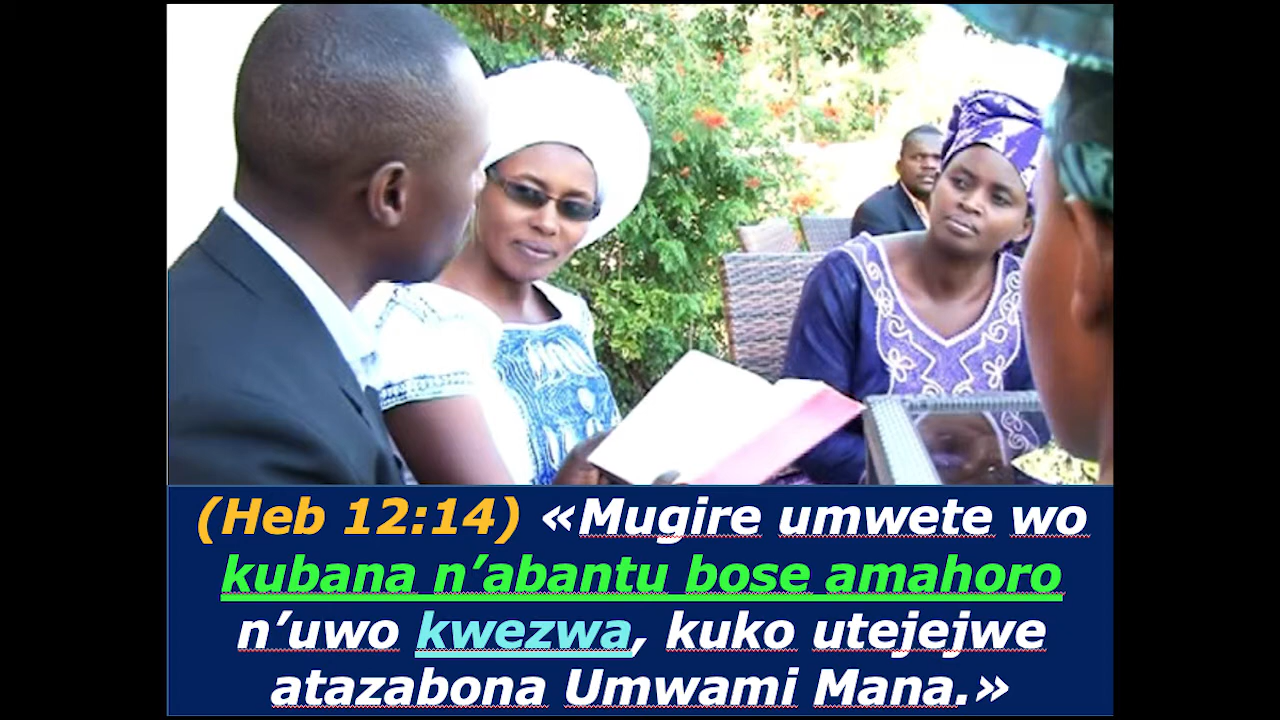 (Heb 12:14) «Mugire umwete wo
kubana n’abantu bose amahoro
n’uwo kwezwa, kuko utejejwe
atazabona Umwami Mana.»